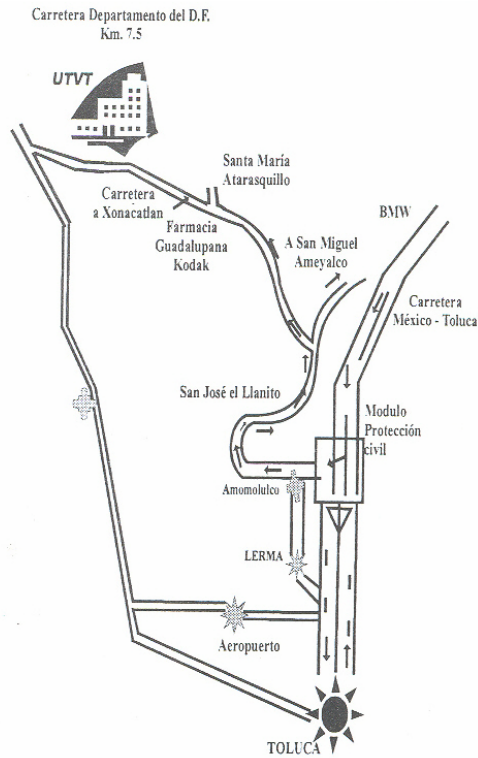 Carretera Departamento del D.F.
Km. 7.5
UTVT
Santa María
Atarasquillo
Carretera
a Xonacatlan
Farmacia
Guadalupana
Kodak
BMW
A San Miguel
Ameyalco
Carretera
México - Toluca
San José el Llanito
Modulo
Protección
civil
Amomolulco
LERMA
Aeropuerto
TOLUCA